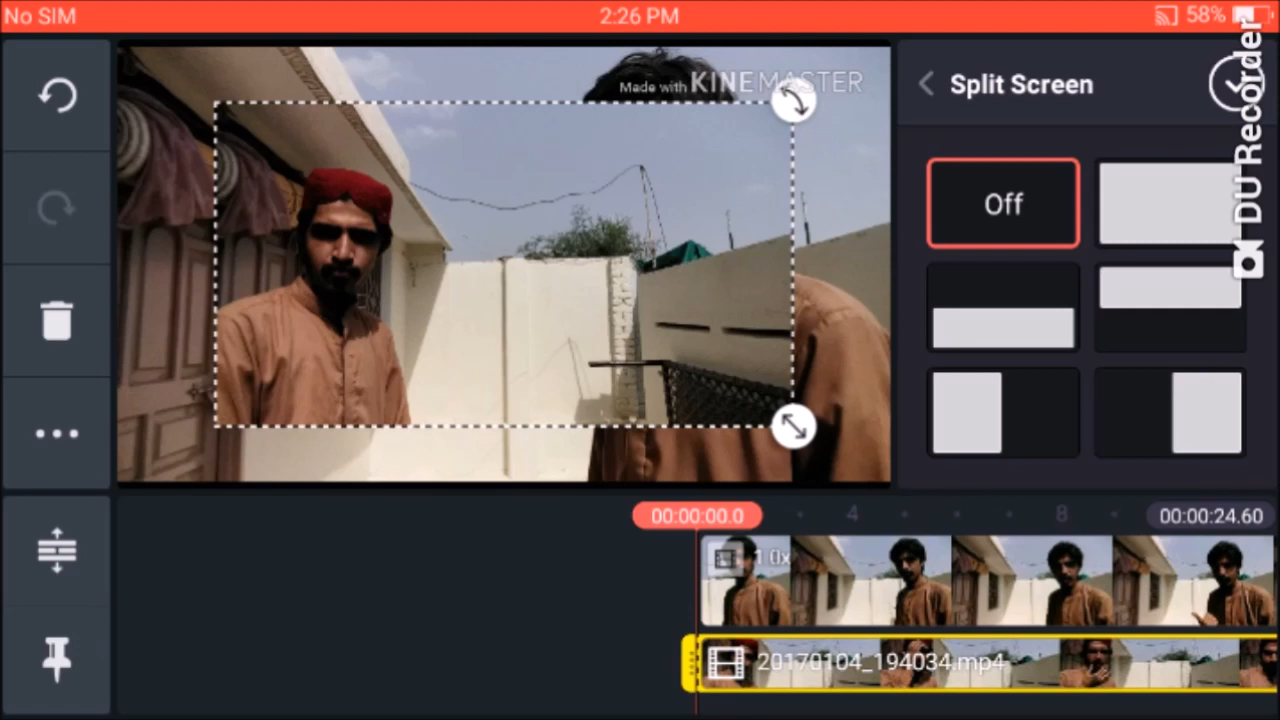 No SIM
2:26 PM
58%
Made with KINEMASTER
Split Screen
DU Recorder
Off
00:00:00.0
4
8
00:00:24.60
1.0x
20170104_194034.mp4